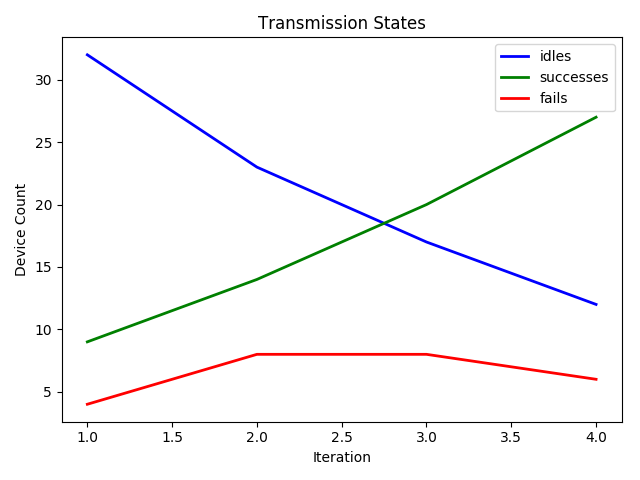 Transmission States
idles
successes
fails
Device Count
30
25
20
15
10
5
1.0 1.5 2.0 2.5 3.0 3.5 4.0
Iteration